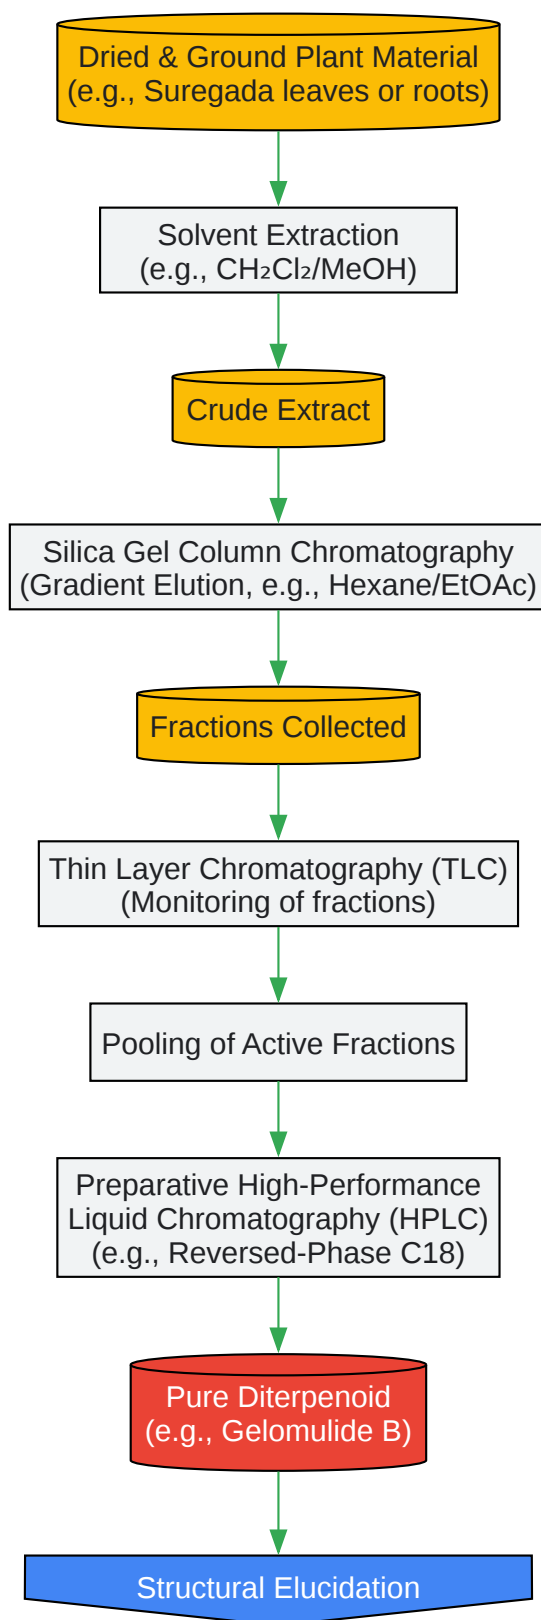 Dried & Ground Plant Material
(e.g., Suregada leaves or roots)
Solvent Extraction
(e.g., CH₂Cl₂/MeOH)
Crude Extract
Silica Gel Column Chromatography
(Gradient Elution, e.g., Hexane/EtOAc)
Fractions Collected
Thin Layer Chromatography (TLC)
(Monitoring of fractions)
Pooling of Active Fractions
Preparative High-Performance
Liquid Chromatography (HPLC)
(e.g., Reversed-Phase C18)
Pure Diterpenoid
(e.g., Gelomulide B)
Structural Elucidation